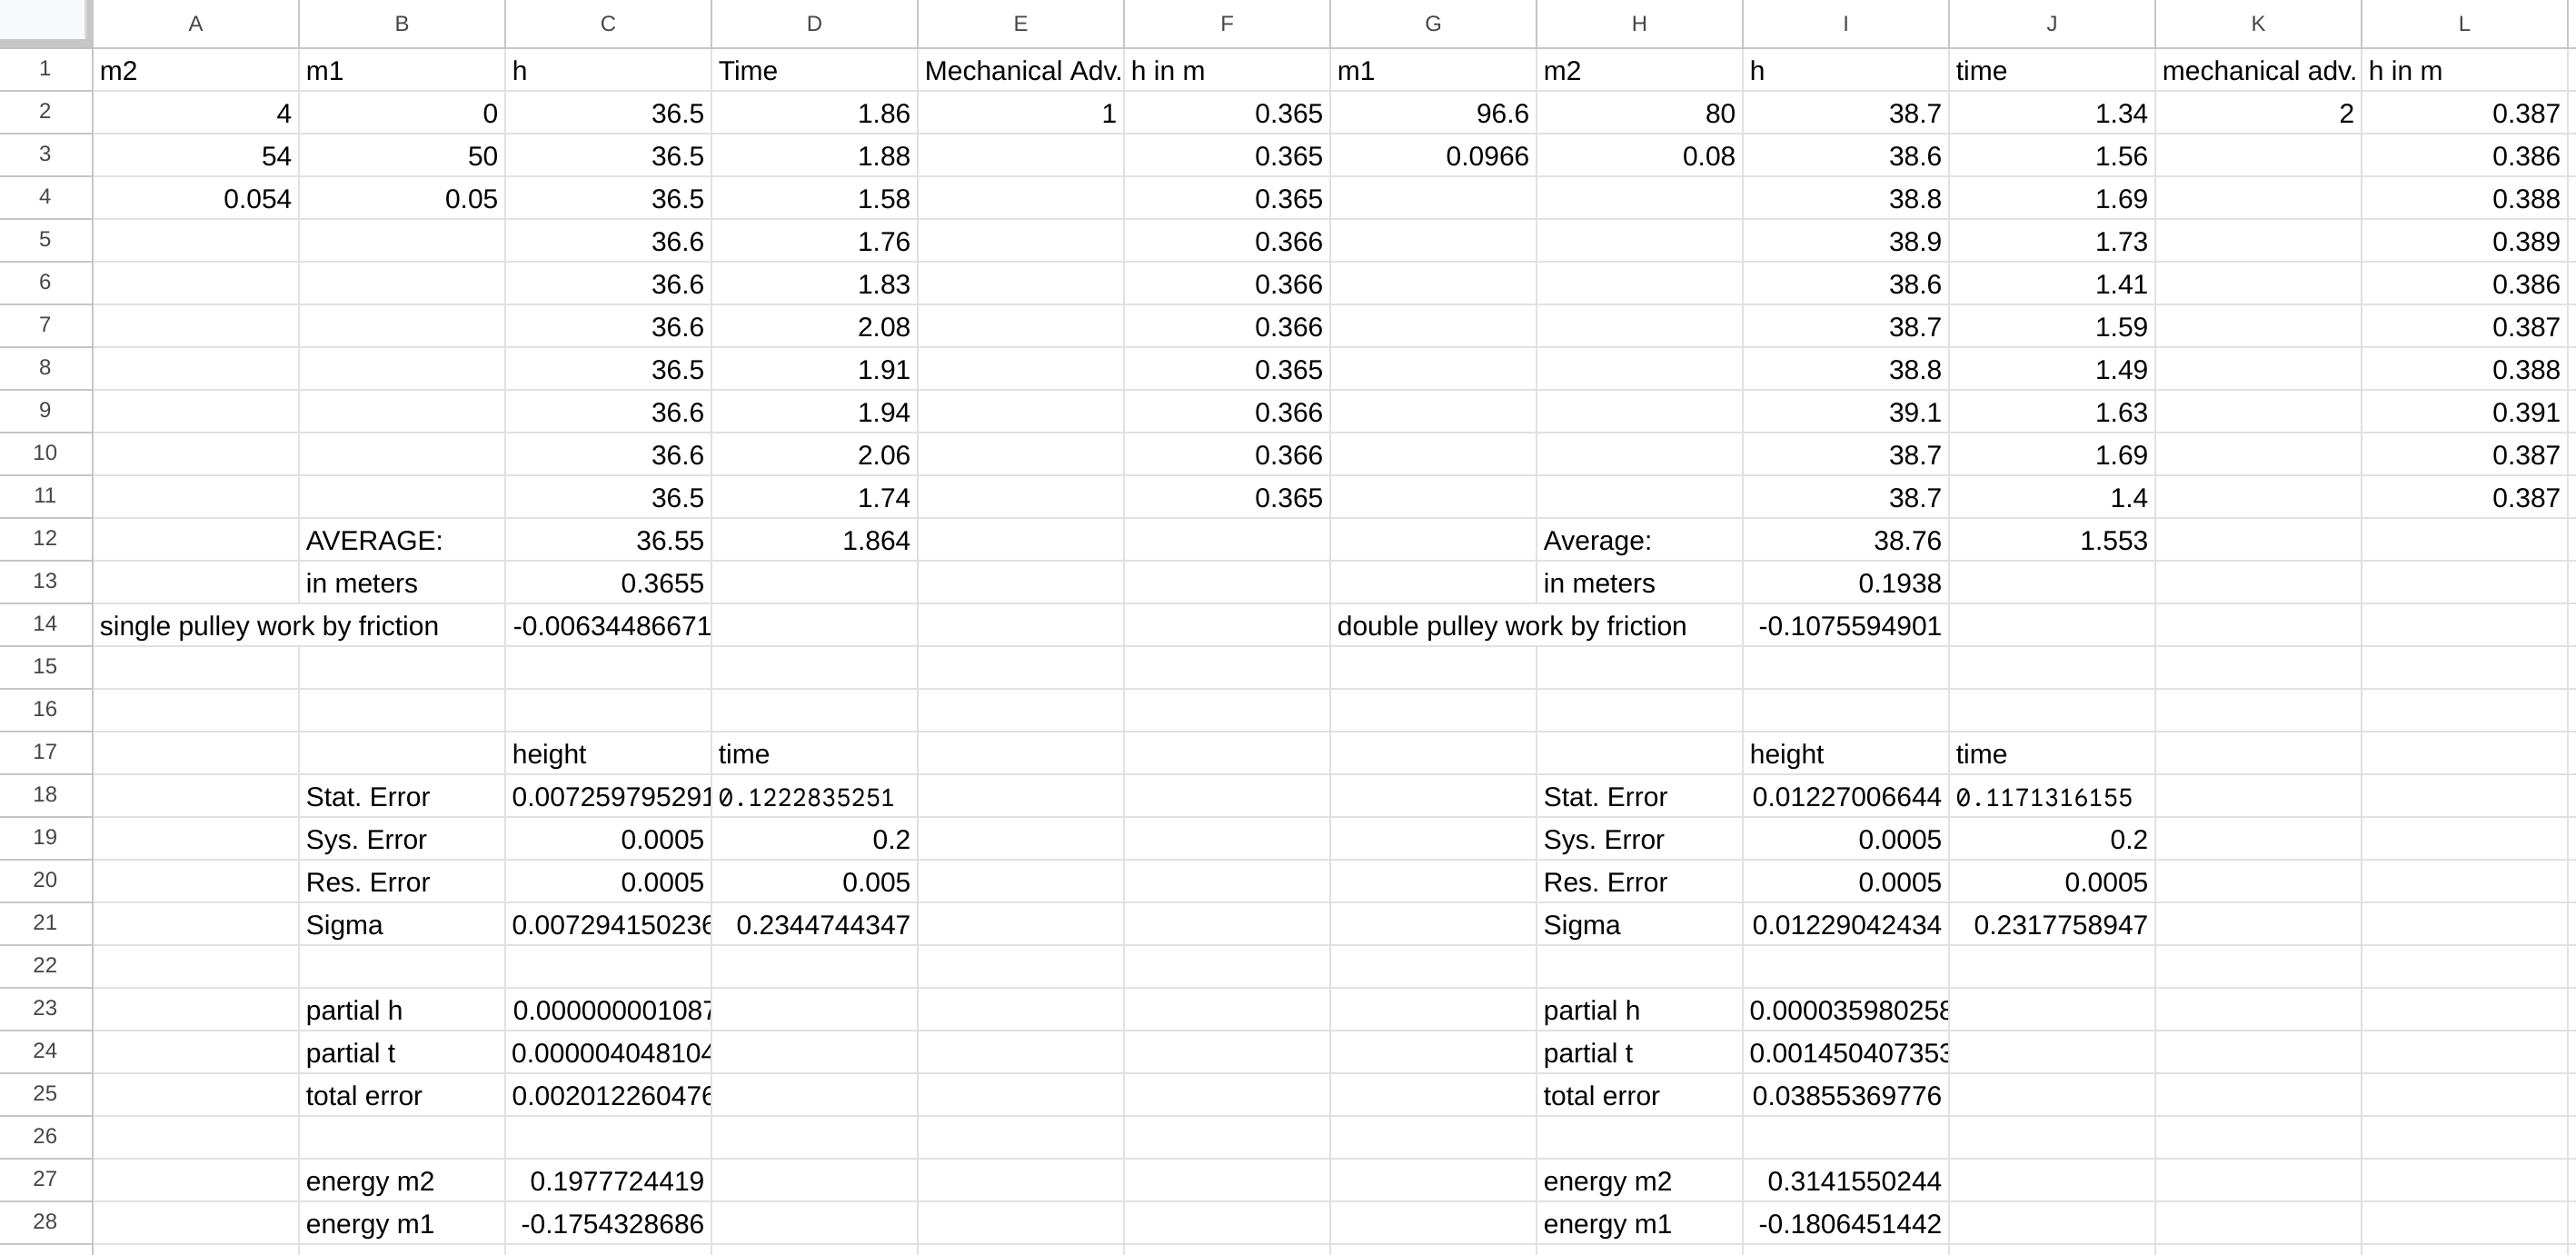 A B C D E F G H I J K L
1 m2 m1 h Time Mechanical Adv. h in m m1 m2 h time mechanical adv. h in m
2 4 0 36.5 1.86 1 0.365 96.6 80 38.7 1.34 2 0.387
3 54 50 36.5 1.88 0.365 0.0966 0.08 38.6 1.56 0.386
4 0.054 0.05 36.5 1.58 0.365 38.8 1.69 0.388
5 36.6 1.76 0.366 38.9 1.73 0.389
6 36.6 1.83 0.366 38.6 1.41 0.386
7 36.6 2.08 0.366 38.7 1.59 0.387
8 36.5 1.91 0.365 38.8 1.49 0.388
9 36.6 1.94 0.366 39.1 1.63 0.391
10 36.6 2.06 0.366 38.7 1.69 0.387
11 36.5 1.74 0.365 38.7 1.4 0.387
12 AVERAGE: 36.55 1.864 Average: 38.76 1.553
13 in meters 0.3655 in meters 0.1938
14 single pulley work by friction -0.00634486671 double pulley work by friction -0.1075594901
15
16
17 height time height time
18 Stat. Error 0.007259795291 0.1222835251 Stat. Error 0.01227006644 0.1171316155
19 Sys. Error 0.0005 0.2 Sys. Error 0.0005 0.2
20 Res. Error 0.0005 0.005 Res. Error 0.0005 0.0005
21 Sigma 0.007294150236 0.2344744347 Sigma 0.01229042434 0.2317758947
22
23 partial h 0.000000001087 partial h 0.000035980258
24 partial t 0.000004048104 partial t 0.001450407353
25 total error 0.002012260476 total error 0.03855369776
26
27 energy m2 0.1977724419 energy m2 0.3141550244
28 energy m1 -0.1754328686 energy m1 -0.1806451442